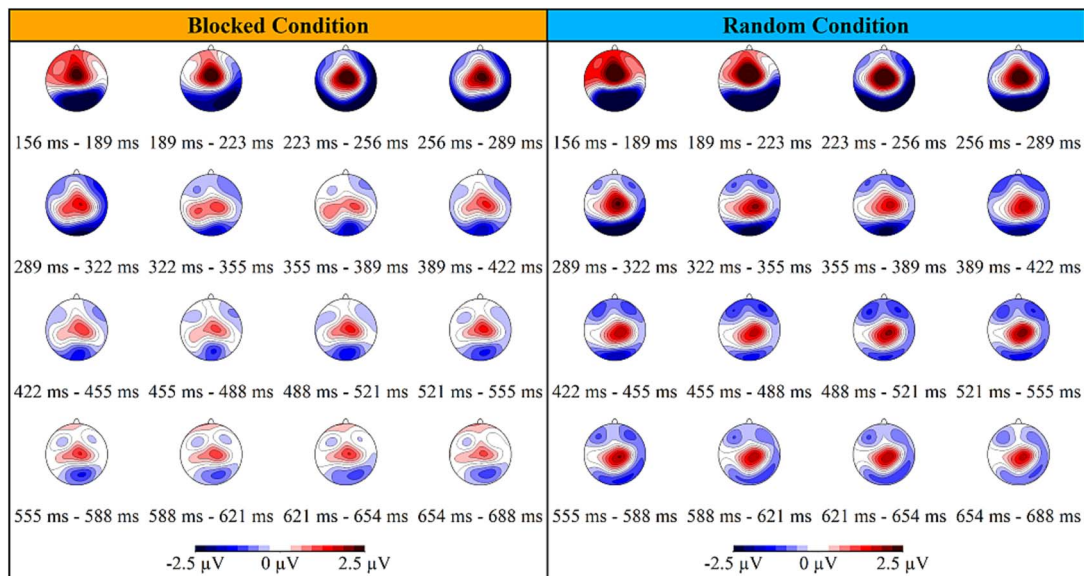 Blocked Condition
156 ms - 189 ms 189 ms - 223 ms 223 ms - 256 ms 256 ms - 289 ms
289 ms - 322 ms 322 ms - 355 ms 355 ms - 389 ms 389 ms - 422 ms
422 ms - 455 ms 455 ms - 488 ms 488 ms - 521 ms 521 ms - 555 ms
555 ms - 588 ms 588 ms - 621 ms 621 ms - 654 ms 654 ms - 688 ms
-2.5 µV 0 µV 2.5 µV
Random Condition
156 ms - 189 ms 189 ms - 223 ms 223 ms - 256 ms 256 ms - 289 ms
289 ms - 322 ms 322 ms - 355 ms 355 ms - 389 ms 389 ms - 422 ms
422 ms - 455 ms 455 ms - 488 ms 488 ms - 521 ms 521 ms - 555 ms
555 ms - 588 ms 588 ms - 621 ms 621 ms - 654 ms 654 ms - 688 ms
-2.5 µV 0 µV 2.5 µV